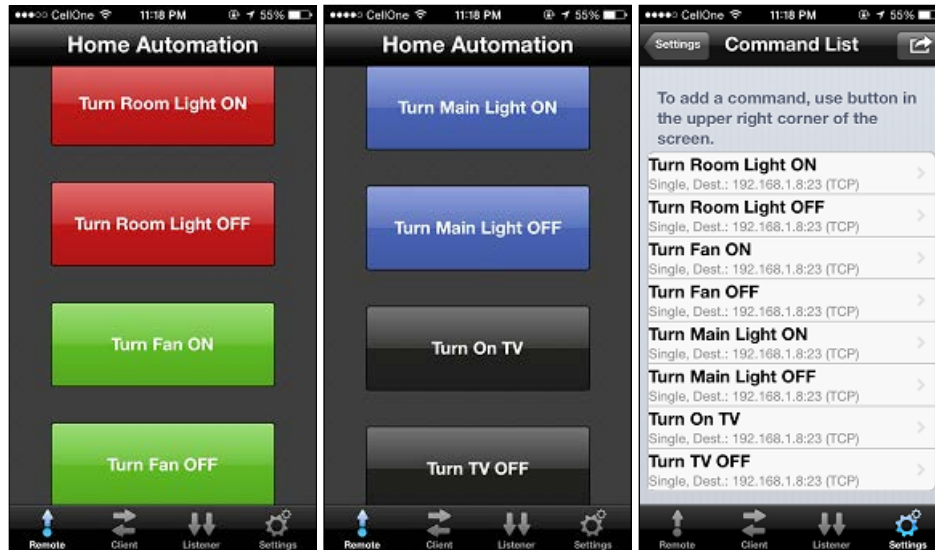 CellOne 11:18 PM 55%
Home Automation
Turn Room Light ON
Turn Room Light OFF
Turn Fan ON
Turn Fan OFF
Remote Client Listener Settings
CellOne 11:18 PM 55%
Home Automation
Turn Main Light ON
Turn Main Light OFF
Turn On TV
Turn TV OFF
Remote Client Listener Settings
CellOne 11:18 PM 55%
Settings Command List
To add a command, use button in
the upper right corner of the
screen.
Turn Room Light ON
Single, Dest.: 192.168.1.8:23 (TCP)
Turn Room Light OFF
Single, Dest.: 192.168.1.8:23 (TCP)
Turn Fan ON
Single, Dest.: 192.168.1.8:23 (TCP)
Turn Fan OFF
Single, Dest.: 192.168.1.8:23 (TCP)
Turn Main Light ON
Single, Dest.: 192.168.1.8:23 (TCP)
Turn Main Light OFF
Single, Dest.: 192.168.1.8:23 (TCP)
Turn On TV
Single, Dest.: 192.168.1.8:23 (TCP)
Turn TV OFF
Single, Dest.: 192.168.1.8:23 (TCP)
Remote Client Listener Settings